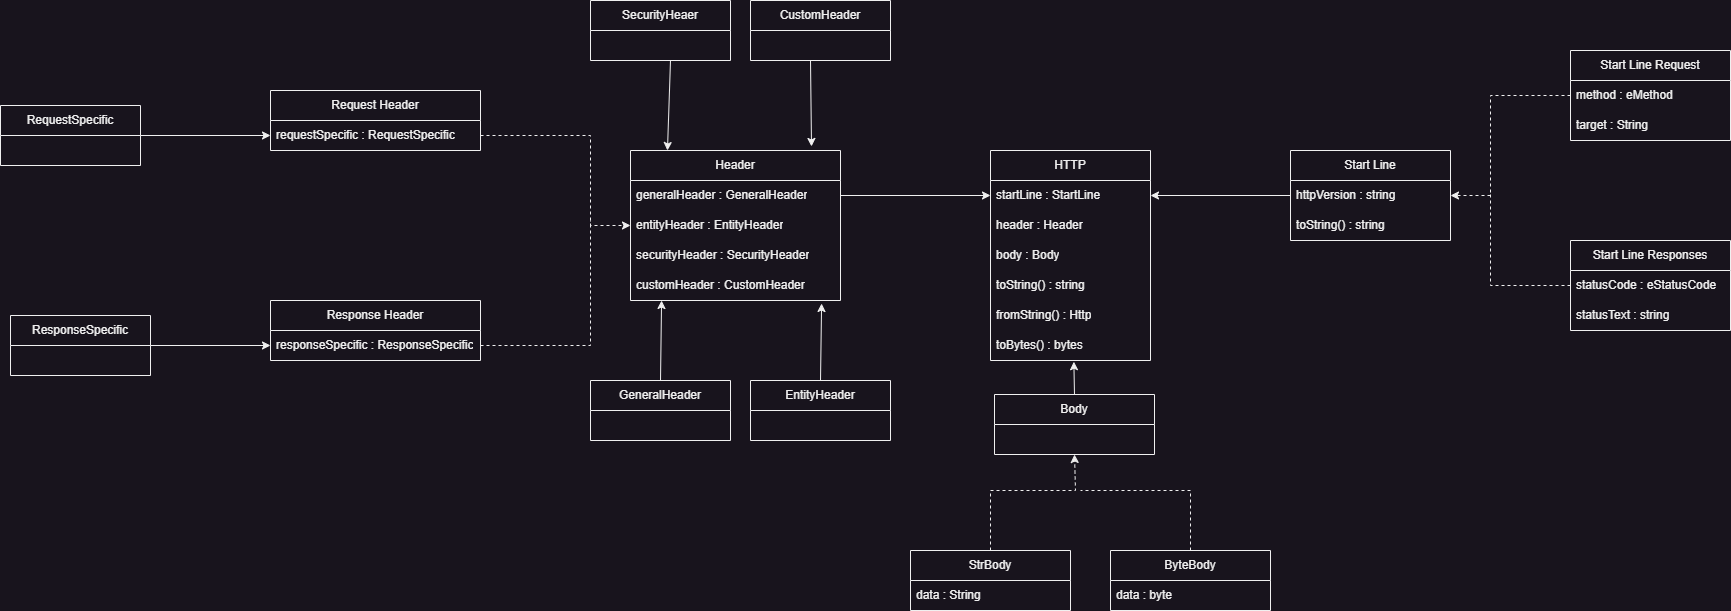 SecurityHeaer
CustomHeader
Start Line Request
method : eMethod
target : String
RequestSpecific
Request Header
requestSpecific : RequestSpecific
Header
generalHeader : GeneralHeader
entityHeader : EntityHeader
securityHeader : SecurityHeader
customHeader : CustomHeader
HTTP
startLine : StartLine
header : Header
body : Body
toString() : string
fromString() : Http
toBytes() : bytes
Start Line
httpVersion : string
toString() : string
Start Line Responses
statusCode : eStatusCode
statusText : string
ResponseSpecific
Response Header
responseSpecific : ResponseSpecific
GeneralHeader
EntityHeader
Body
StrBody
data : String
ByteBody
data : byte